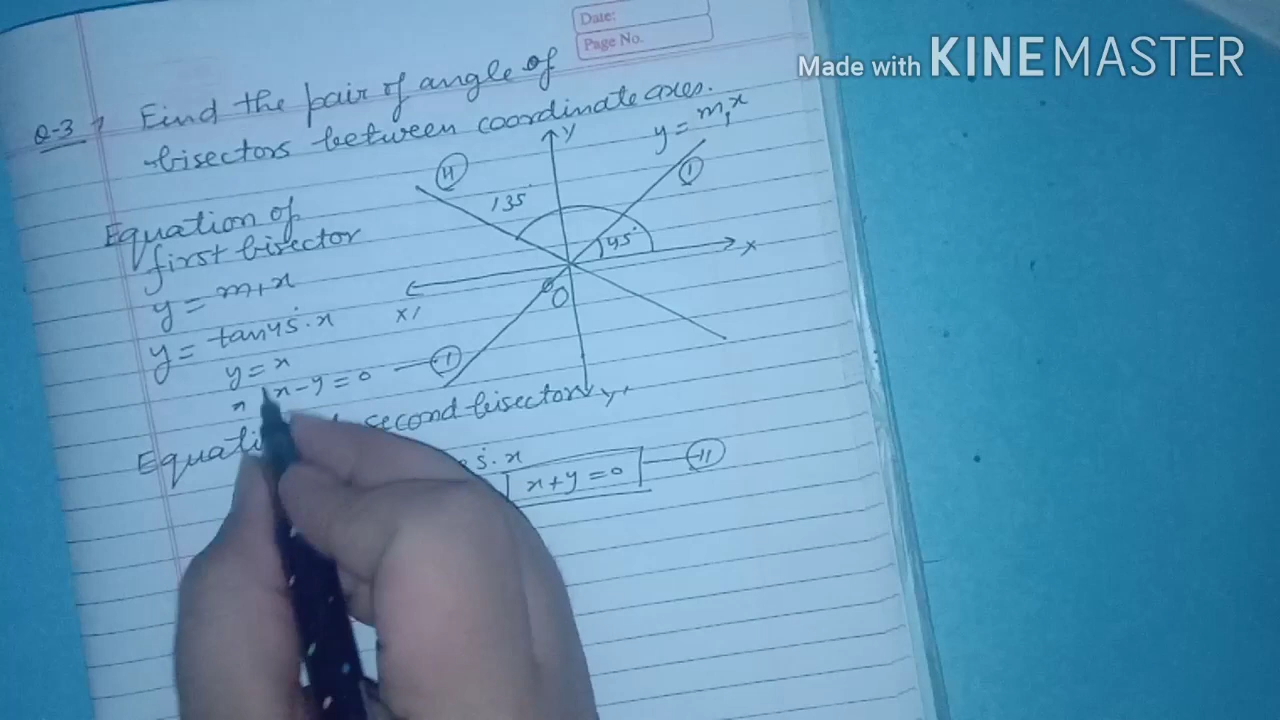 Date:
Page No.
Made with KINEMASTER
Q-3 Find the pair of angle of
bisectors between coordinate axes.
y = m₁x
Y
II
I
135°
45°
X
X'
O
Y'
Equation of
first bisector
y = m₁x
y = tan45°.x
y = x
x x-y=0 — I
second bisector
.x
x+y=0 — II